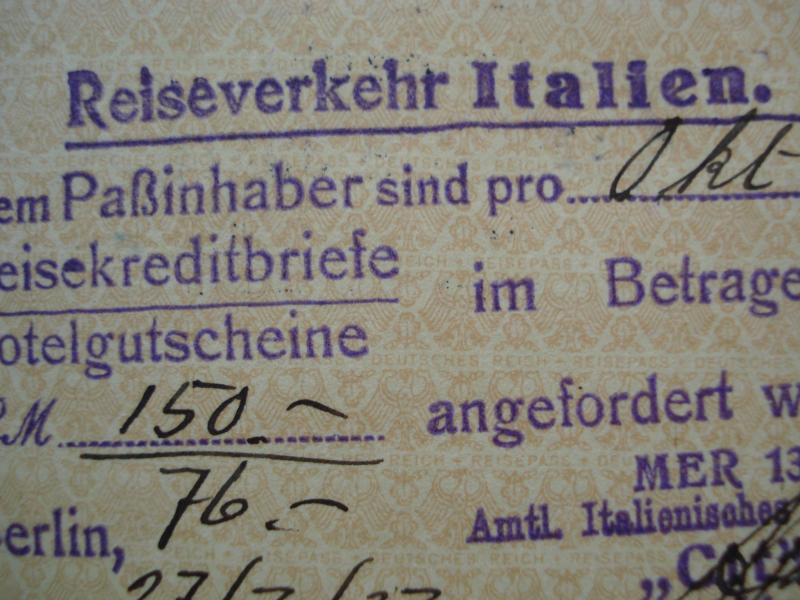 Reiseverkehr Italien.
em Paßinhaber sind pro Okt
eisekreditbriefe im Betrage
otelgutscheine
M 150.- angefordert w
76.-
MER 13
erlin, Amtl. Italienisches